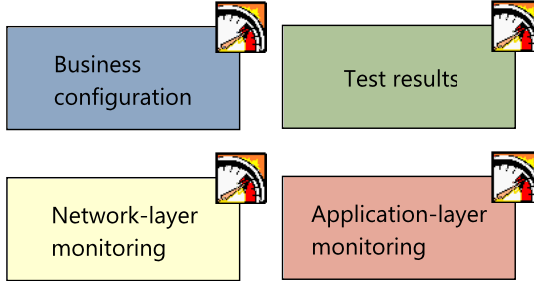 Business
configuration
Test results
Network-layer
monitoring
Application-layer
monitoring